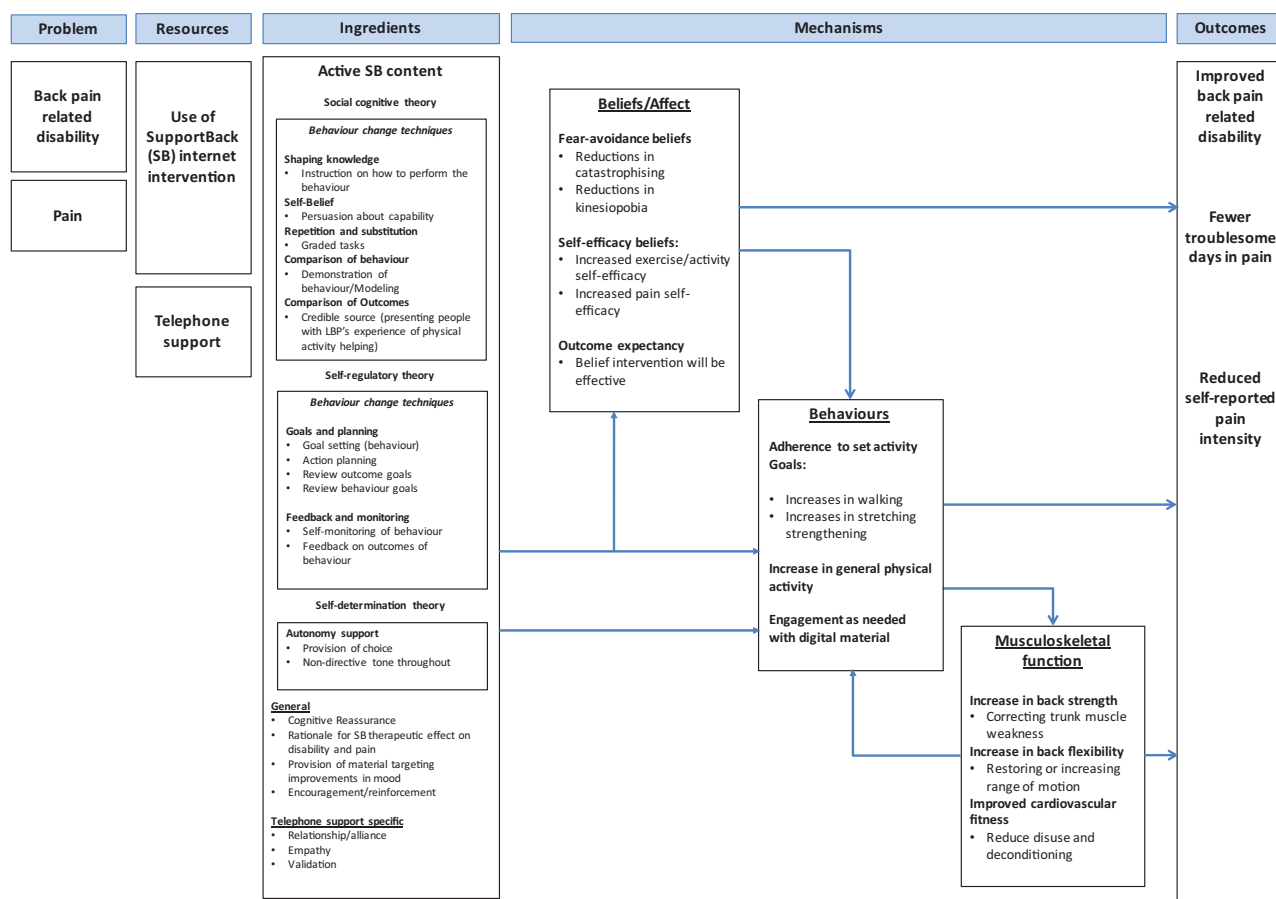 Problem
Resources
Ingredients
Mechanisms
Outcomes
Back pain
related
disability
Pain
Use of
SupportBack
(SB) internet
intervention
Telephone
support
Active SB content
Social cognitive theory
Behaviour change techniques
Shaping knowledge
• Instruction on how to perform the
behaviour
Self-Belief
• Persuasion about capability
Repetition and substitution
• Graded tasks
Comparison of behaviour
• Demonstration of
behaviour/Modeling
Comparison of Outcomes
• Credible source (presenting people
with LBP's experience of physical
activity helping)
Self-regulatory theory
Behaviour change techniques
Goals and planning
• Goal setting (behaviour)
• Action planning
• Review outcome goals
• Review behaviour goals
Feedback and monitoring
• Self-monitoring of behaviour
• Feedback on outcomes of
behaviour
Self-determination theory
Autonomy support
• Provision of choice
• Non-directive tone throughout
General
• Cognitive Reassurance
• Rationale for SB therapeutic effect on
disability and pain
• Provision of material targeting
improvements in mood
• Encouragement/reinforcement
Telephone support specific
• Relationship/alliance
• Empathy
• Validation
Beliefs/Affect
Fear-avoidance beliefs
• Reductions in
catastrophising
• Reductions in
kinesiopobia
Self-efficacy beliefs:
• Increased exercise/activity
self-efficacy
• Increased pain self-
efficacy
Outcome expectancy
• Belief intervention will be
effective
Behaviours
Adherence to set activity
Goals:
• Increases in walking
• Increases in stretching
strengthening
Increase in general physical
activity
Engagement as needed
with digital material
Musculoskeletal
function
Increase in back strength
• Correcting trunk muscle
weakness
Increase in back flexibility
• Restoring or increasing
range of motion
Improved cardiovascular
fitness
• Reduce disuse and
deconditioning
Improved
back pain
related
disability
Fewer
troublesome
days in pain
Reduced
self-reported
pain
intensity